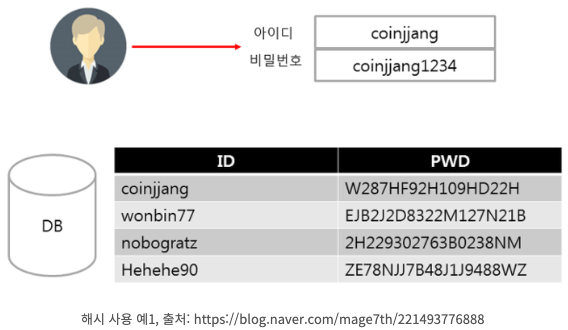 아이디 coinjjang
비밀번호 coinjjang1234
DB
ID PWD
coinjjang W287HF92H109HD22H
wonbin77 EJB2J2D8322M127N21B
nobogratz 2H229302763B0238NM
Hehehe90 ZE78NJJ7B48J1J9488WZ
해시 사용 예1, 출처: https://blog.naver.com/mage7th/221493776888